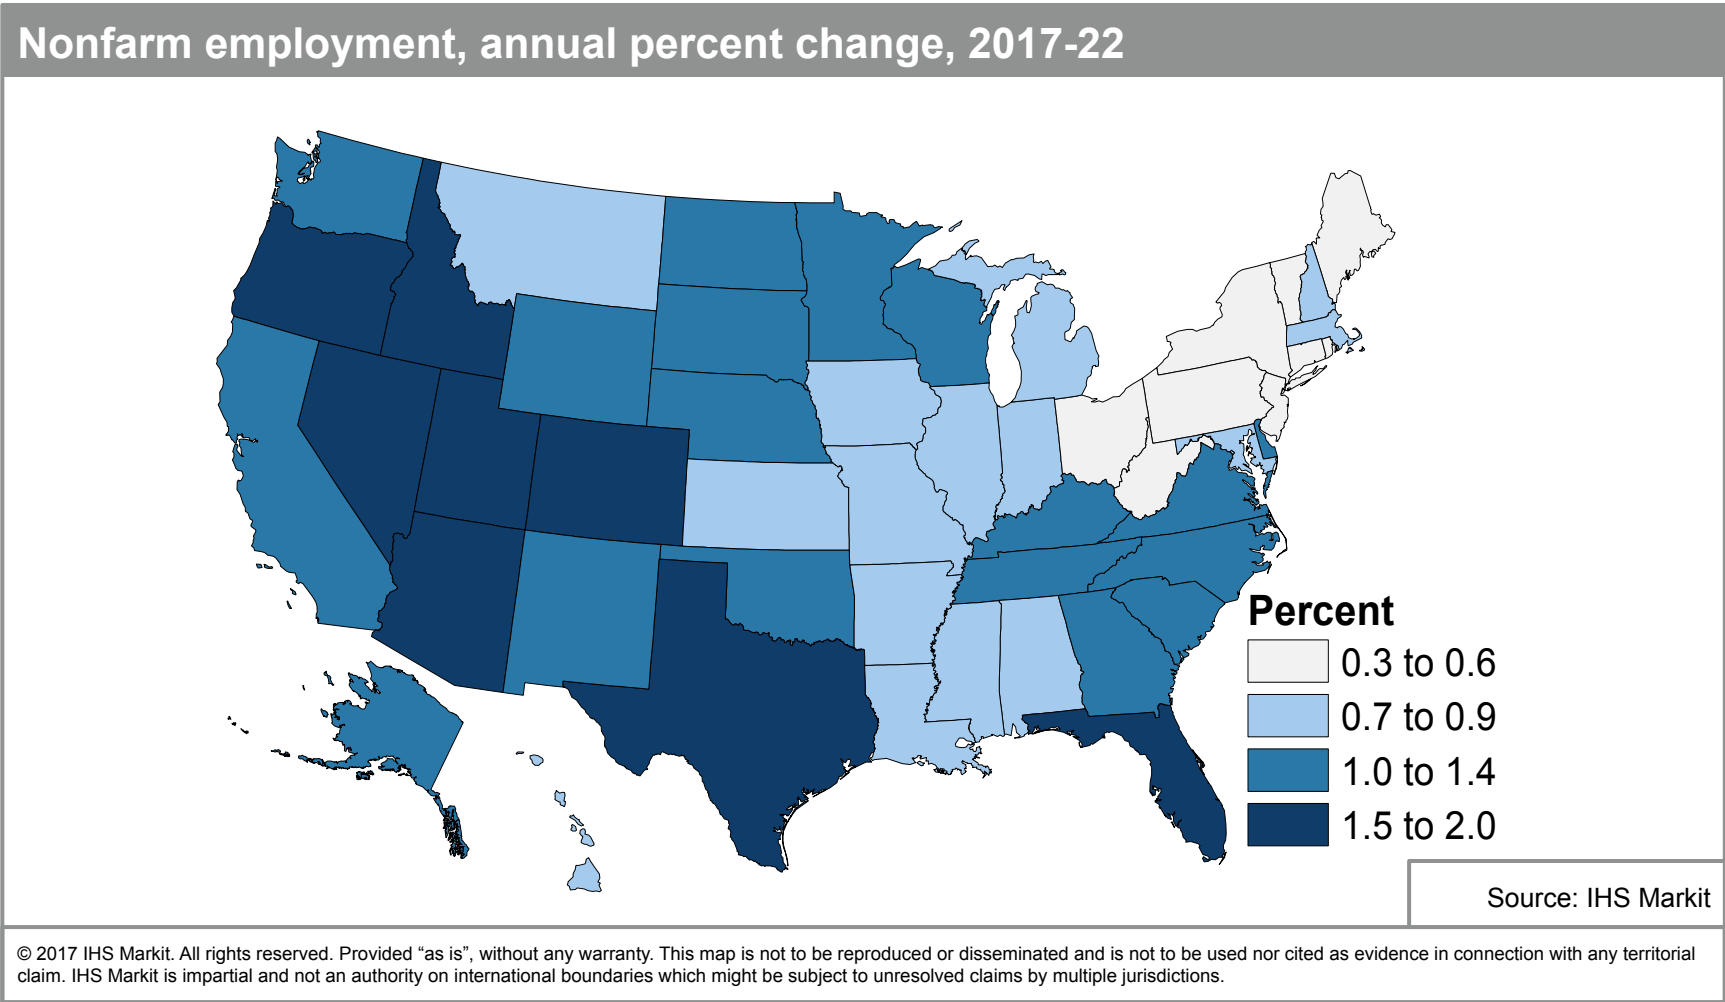 Nonfarm employment, annual percent change, 2017-22
Percent
0.3 to 0.6
0.7 to 0.9
1.0 to 1.4
1.5 to 2.0
Source: IHS Markit
© 2017 IHS Markit. All rights reserved. Provided “as is”, without any warranty. This map is not to be reproduced or disseminated and is not to be used nor cited as evidence in connection with any territorial
claim. IHS Markit is impartial and not an authority on international boundaries which might be subject to unresolved claims by multiple jurisdictions.